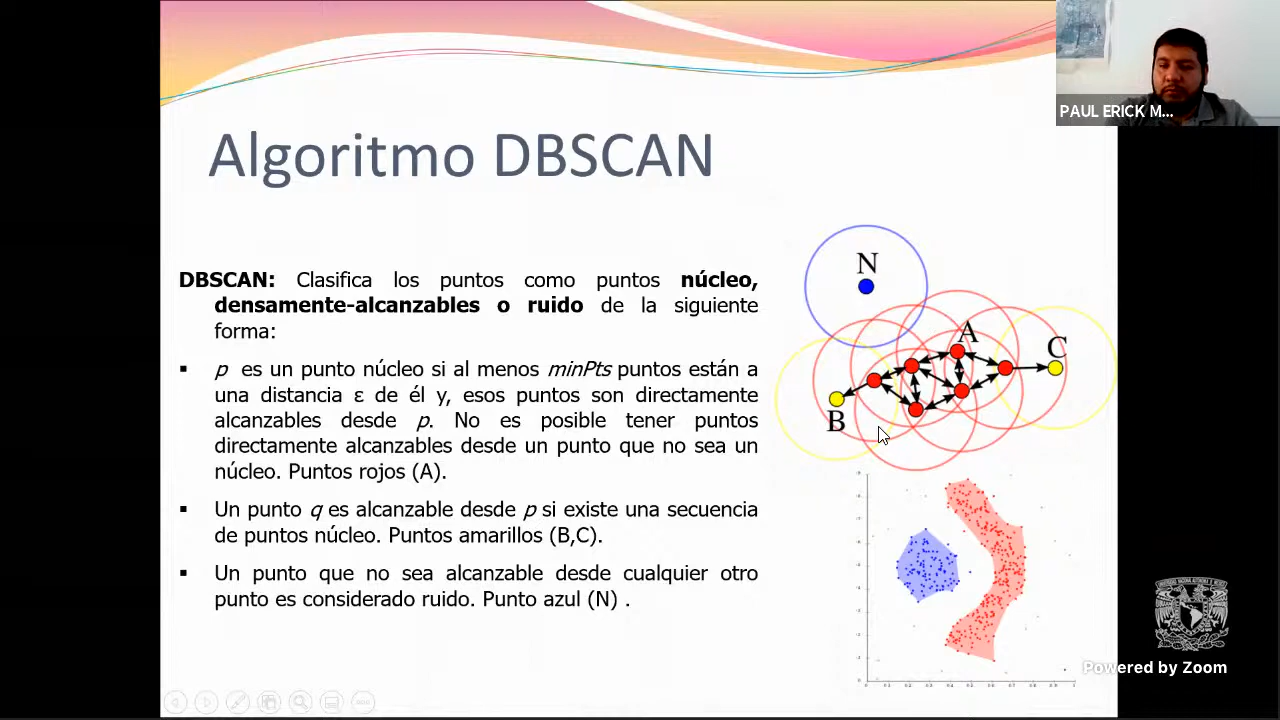 PAUL ERICK M...
Algoritmo DBSCAN
DBSCAN: Clasifica los puntos como puntos núcleo,
densamente-alcanzables o ruido de la siguiente
forma:
▪ p es un punto núcleo si al menos minPts puntos están a
una distancia ε de él y, esos puntos son directamente
alcanzables desde p. No es posible tener puntos
directamente alcanzables desde un punto que no sea un
núcleo. Puntos rojos (A).
▪ Un punto q es alcanzable desde p si existe una secuencia
de puntos núcleo. Puntos amarillos (B,C).
▪ Un punto que no sea alcanzable desde cualquier otro
punto es considerado ruido. Punto azul (N) .
N
A
C
B
Powered by Zoom